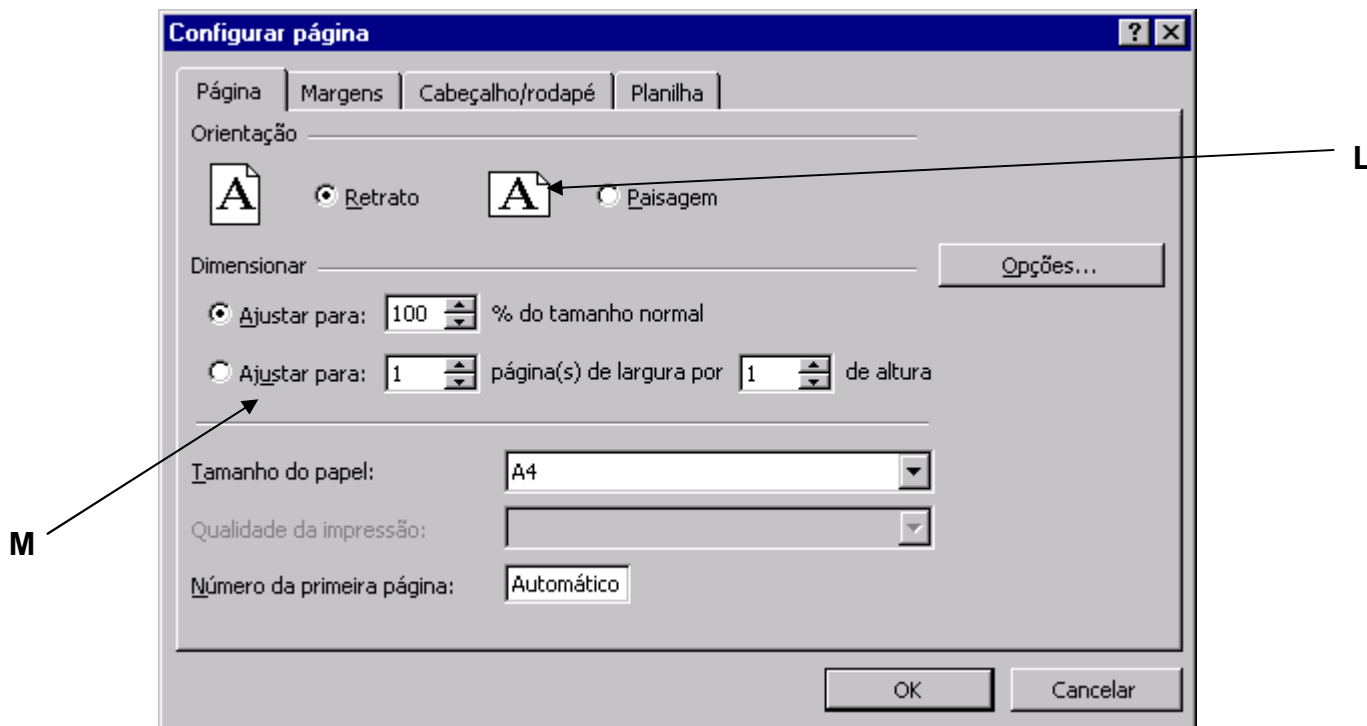 Configurar página
Página Margens Cabeçalho/rodapé Planilha
Orientação
L
A Retrato A Paisagem
Dimensionar
Opções...
Ajustar para: 100 % do tamanho normal
Ajustar para: 1 página(s) de largura por 1 de altura
Tamanho do papel: A4
M
Qualidade da impressão:
Número da primeira página: Automático
OK Cancelar